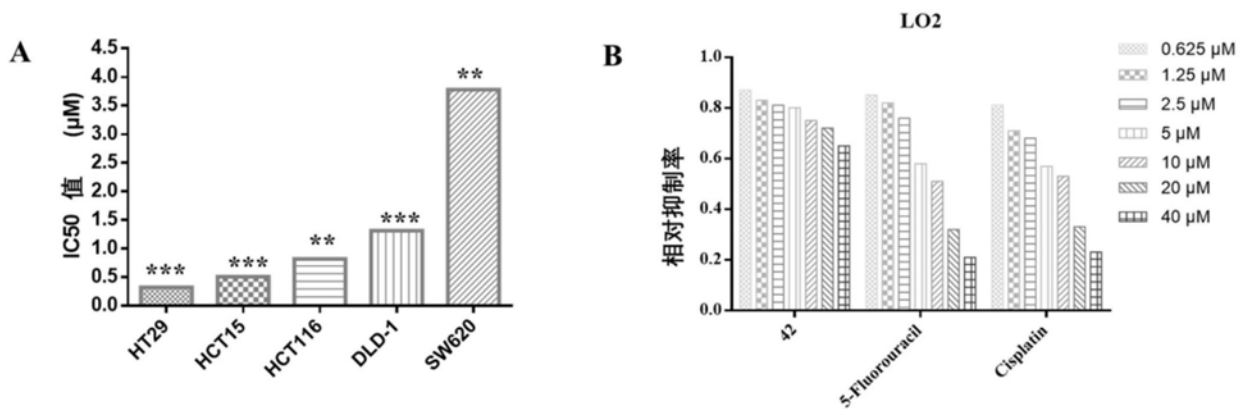 A
IC50 值 (μM)
4.5
4.0
3.5
3.0
2.5
2.0
1.5
1.0
0.5
0.0
***
***
**
***
**
HT29
HCT15
HCT116
DLD-1
SW620
B
LO2
相对抑制率
1.0
0.8
0.6
0.4
0.2
0.0
42
5-Fluorouracil
Cisplatin
0.625 μM
1.25 μM
2.5 μM
5 μM
10 μM
20 μM
40 μM